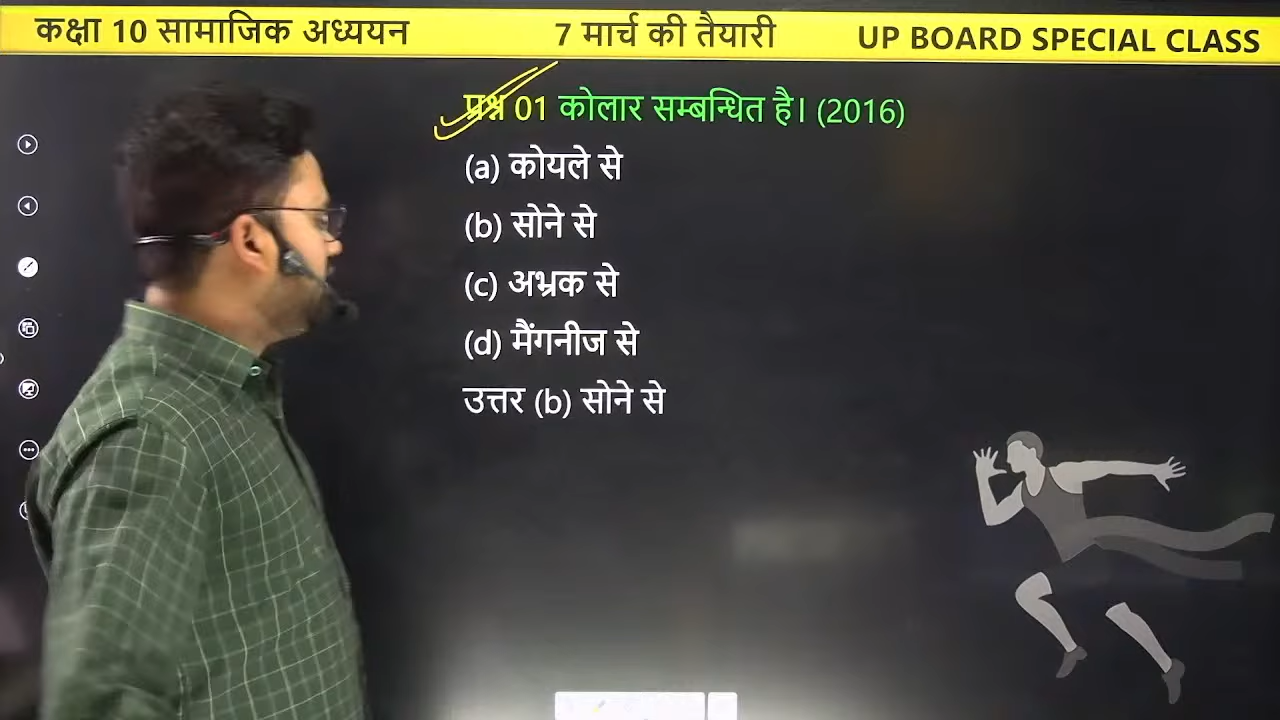 कक्षा 10 सामाजिक अध्ययन 7 मार्च की तैयारी UP BOARD SPECIAL CLASS
प्रश्न 01 कोलार सम्बन्धित है। (2016)
(a) कोयले से
(b) सोने से
(c) अभ्रक से
(d) मैंगनीज से
उत्तर (b) सोने से